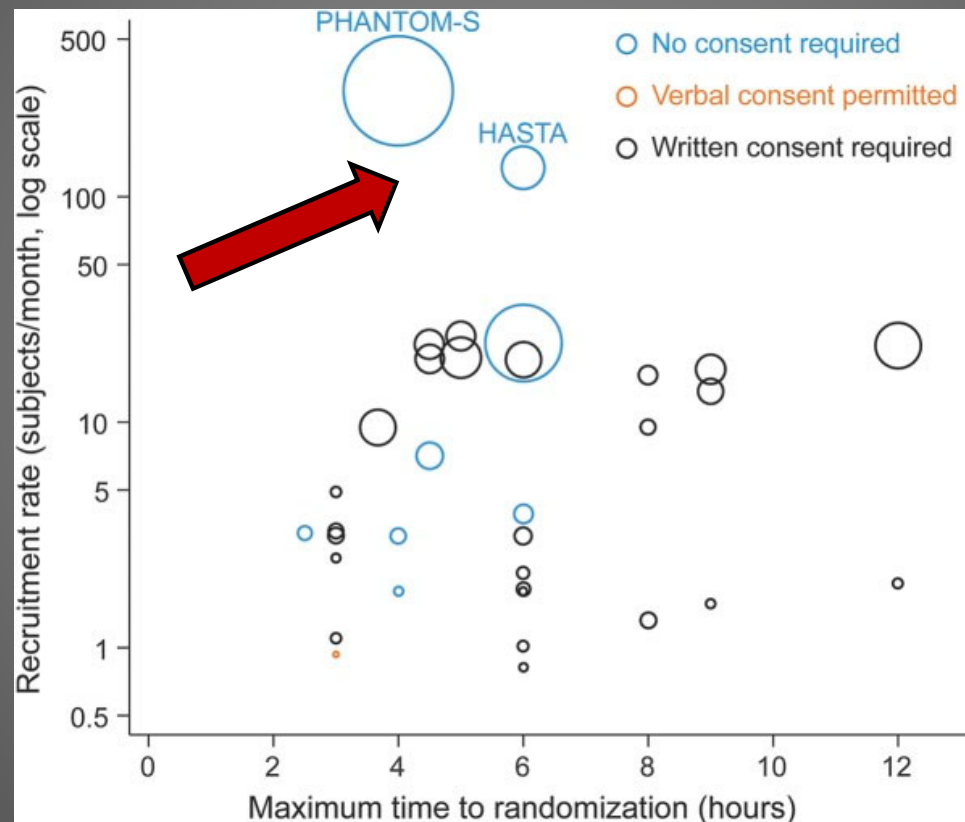 PHANTOM-S
HASTA
No consent required
Verbal consent permitted
Written consent required
Recruitment rate (subjects/month, log scale)
500
100
50
10
5
1
0.5
0 2 4 6 8 10 12
Maximum time to randomization (hours)